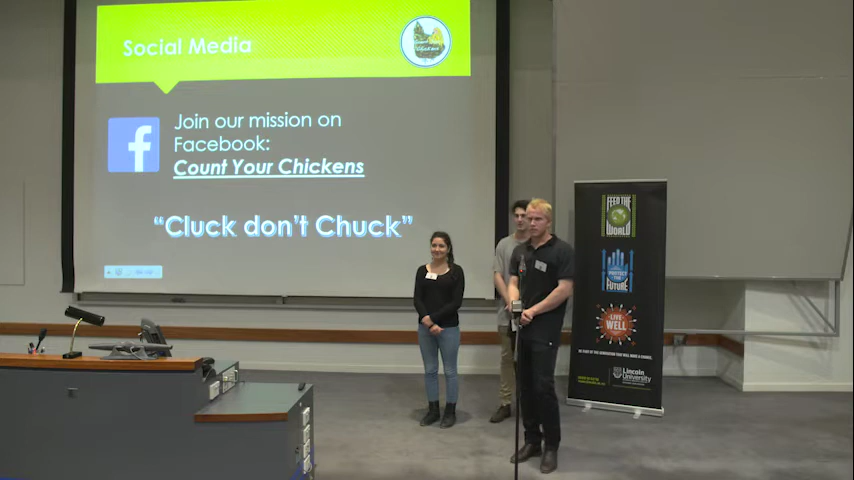 Social Media
Join our mission on
Facebook:
Count Your Chickens
“Cluck don’t Chuck”
FEED THE
WORLD
PROTECT
THE
FUTURE
LIVE
WELL
Lincoln
University